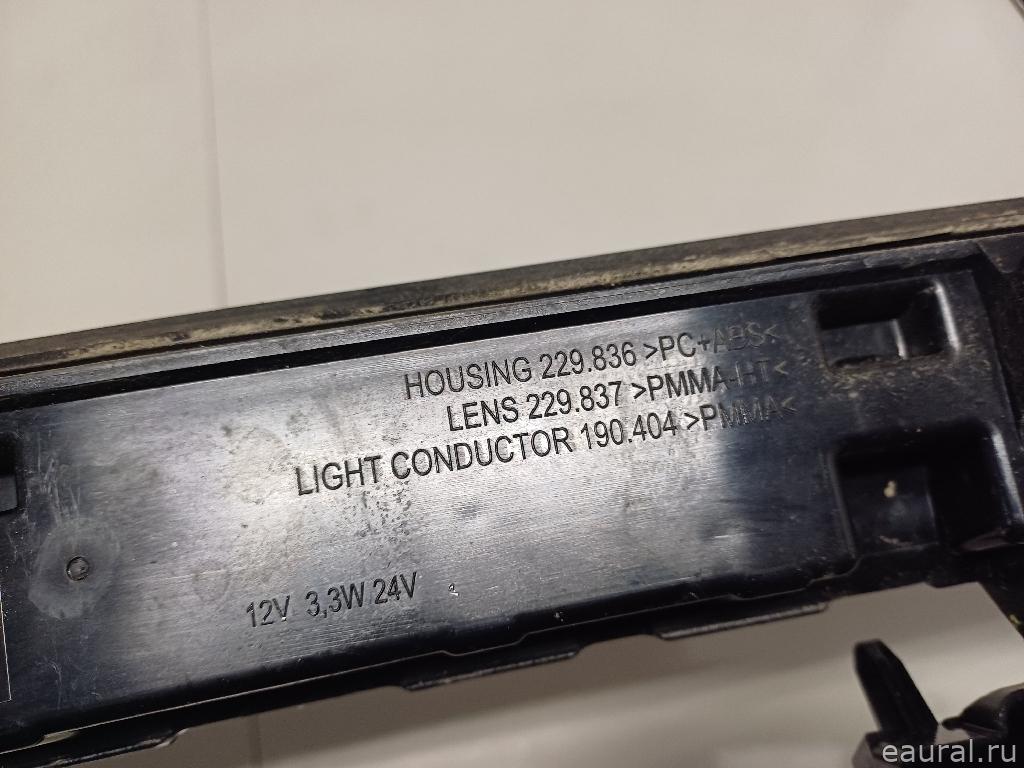 HOUSING 229.836 >PC+ABS<
LENS 229.837 >PMMA-HT<
LIGHT CONDUCTOR 190.404 >PMMA<
12V 3,3W 24V
eaural.ru